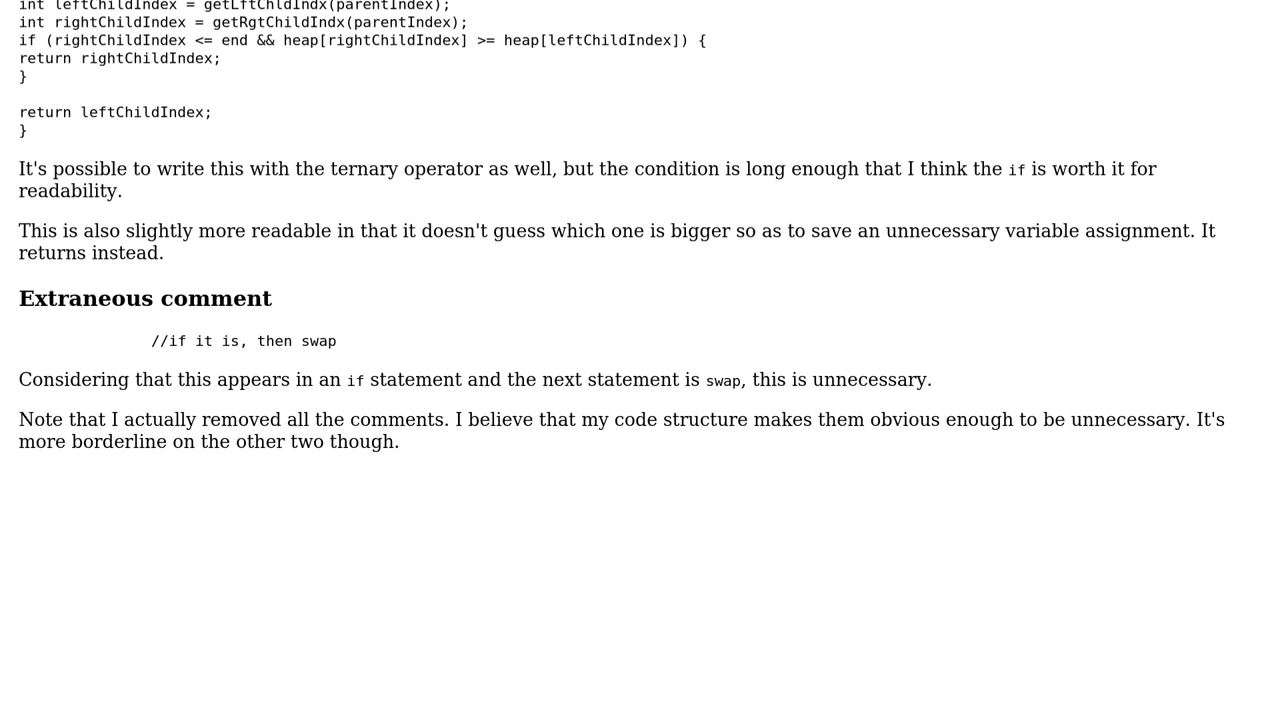 int leftChildIndex = getLftChldIndx(parentIndex);
int rightChildIndex = getRgtChildIndx(parentIndex);
if (rightChildIndex <= end && heap[rightChildIndex] >= heap[leftChildIndex]) {
return rightChildIndex;
}
return leftChildIndex;
}
It's possible to write this with the ternary operator as well, but the condition is long enough that I think the if is worth it for
readability.
This is also slightly more readable in that it doesn't guess which one is bigger so as to save an unnecessary variable assignment. It
returns instead.
Extraneous comment
//if it is, then swap
Considering that this appears in an if statement and the next statement is swap, this is unnecessary.
Note that I actually removed all the comments. I believe that my code structure makes them obvious enough to be unnecessary. It's
more borderline on the other two though.